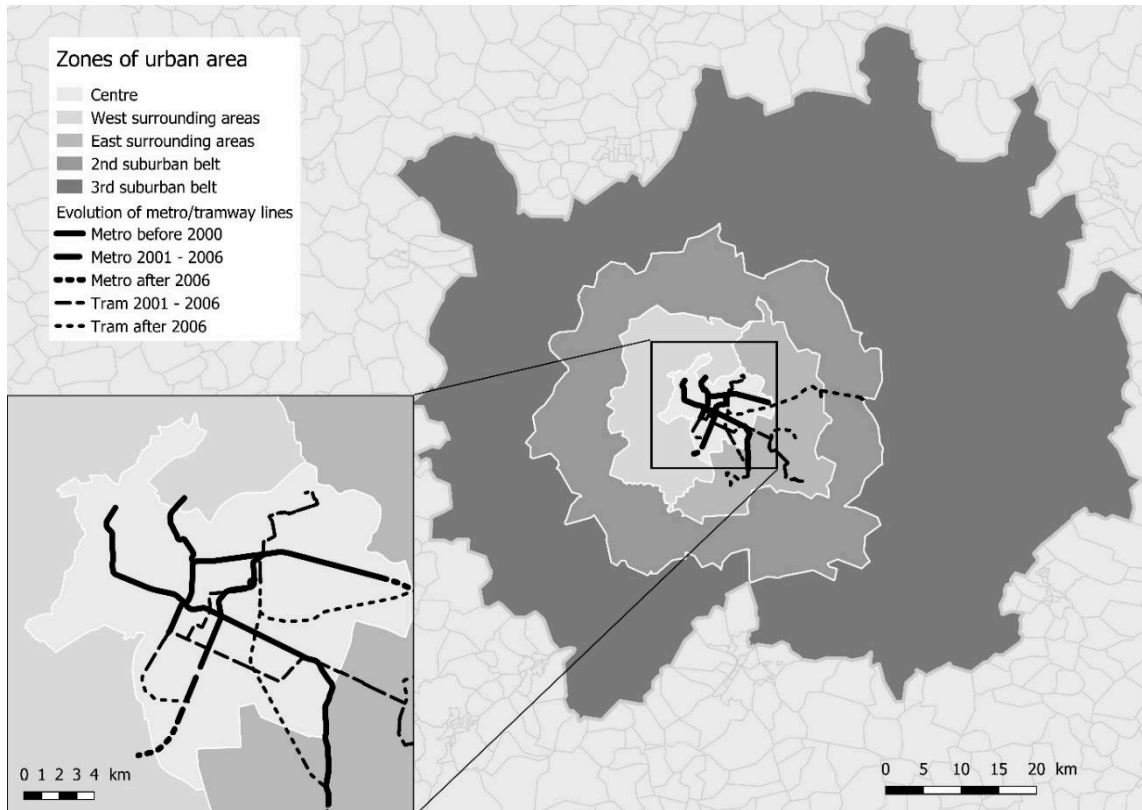 Zones of urban area
Centre
West surrounding areas
East surrounding areas
2nd suburban belt
3rd suburban belt
Evolution of metro/tramway lines
Metro before 2000
Metro 2001 - 2006
Metro after 2006
Tram 2001 - 2006
Tram after 2006
0 1 2 3 4 km
0 5 10 15 20 km